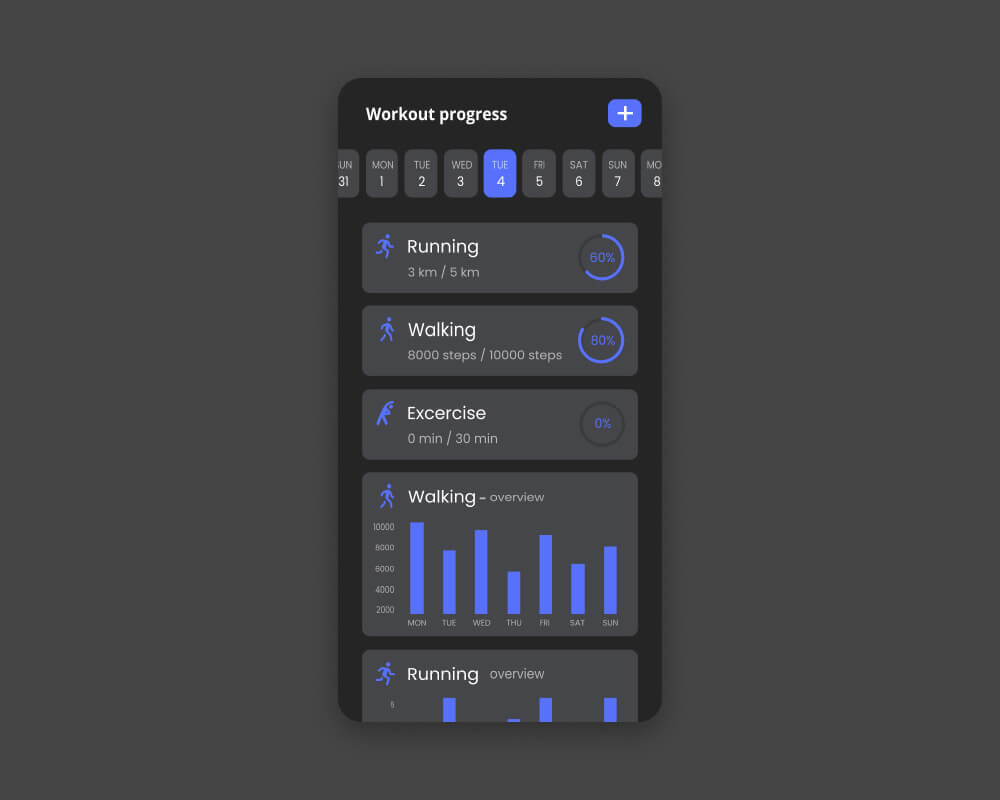 Workout progress +
SUN MON TUE WED TUE FRI SAT SUN MO
31 1 2 3 4 5 6 7 8
Running
3 km / 5 km
60%
Walking
8000 steps / 10000 steps
80%
Excercise
0 min / 30 min
0%
Walking - overview
10000
8000
6000
4000
2000
MON TUE WED THU FRI SAT SUN
Running overview